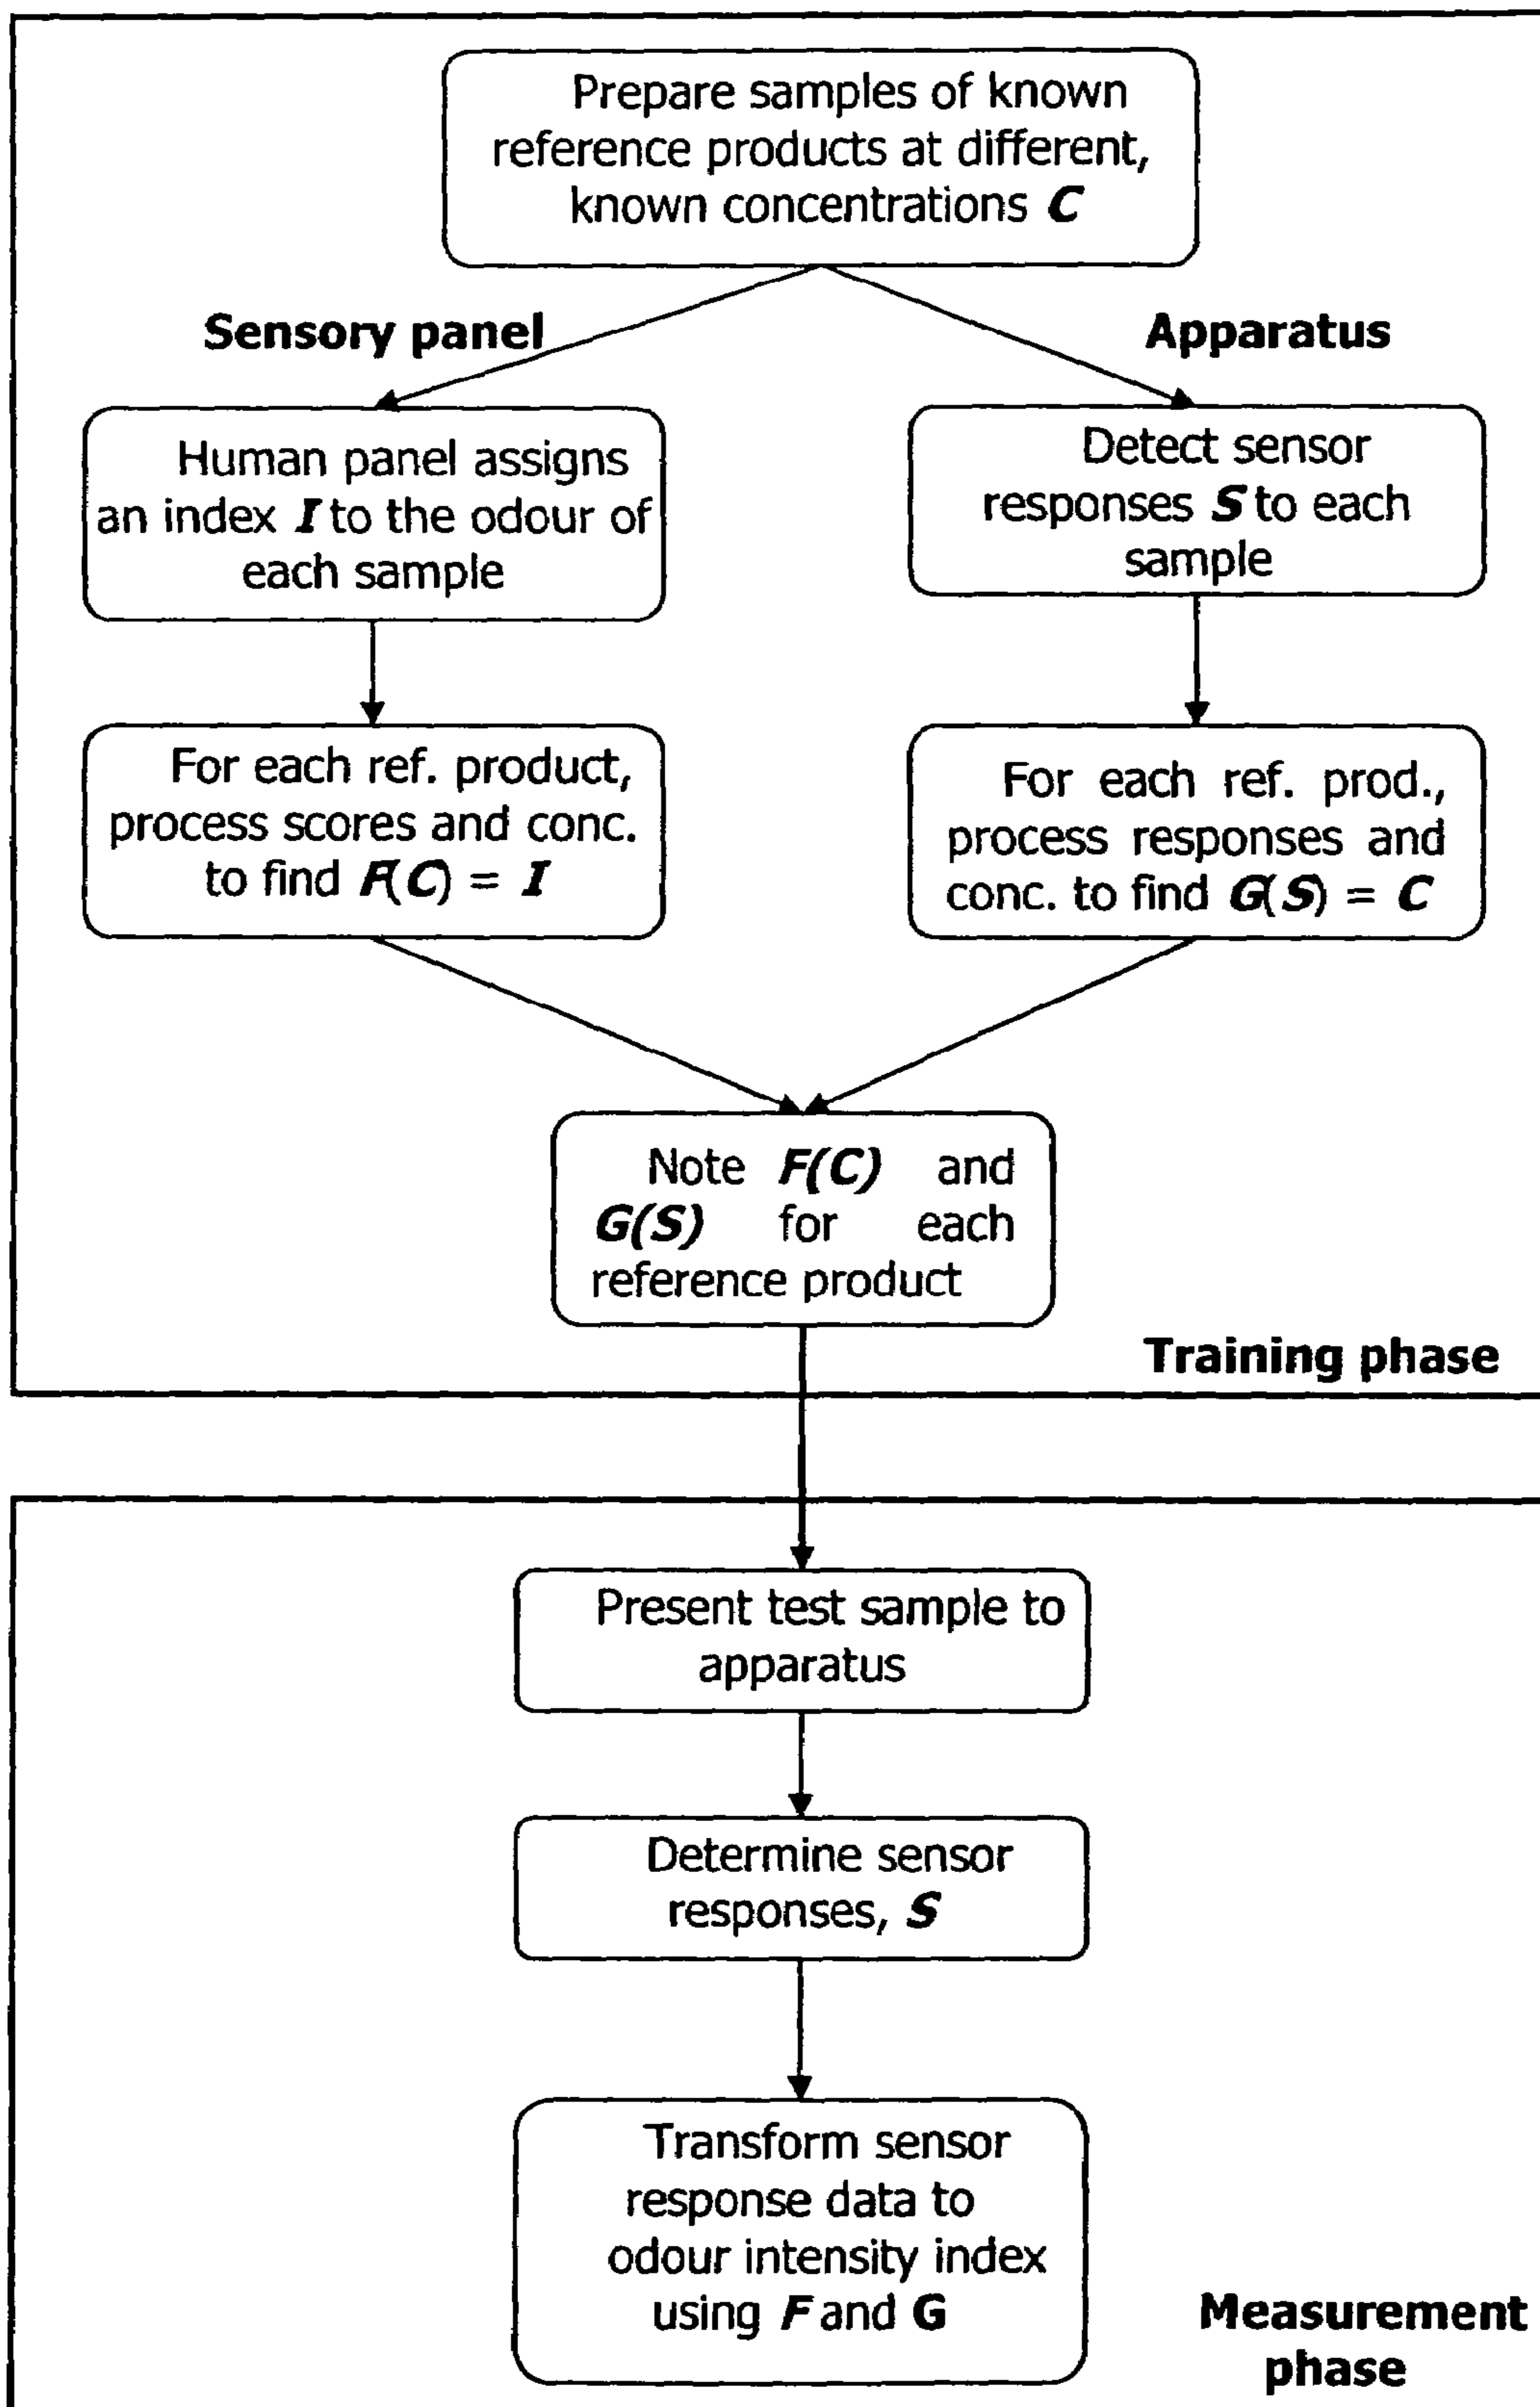 Prepare samples of known
reference products at different,
known concentrations C
Sensory panel
Apparatus
Human panel assigns
an index I to the odour of
each sample
Detect sensor
responses S to each
sample
For each ref. product,
process scores and conc.
to find F(C) = I
For each ref. prod.,
process responses and
conc. to find G(S) = C
Note F(C) and
G(S) for each
reference product
Training phase
Present test sample to
apparatus
Determine sensor
responses, S
Transform sensor
response data to
odour intensity index
using F and G
Measurement
phase